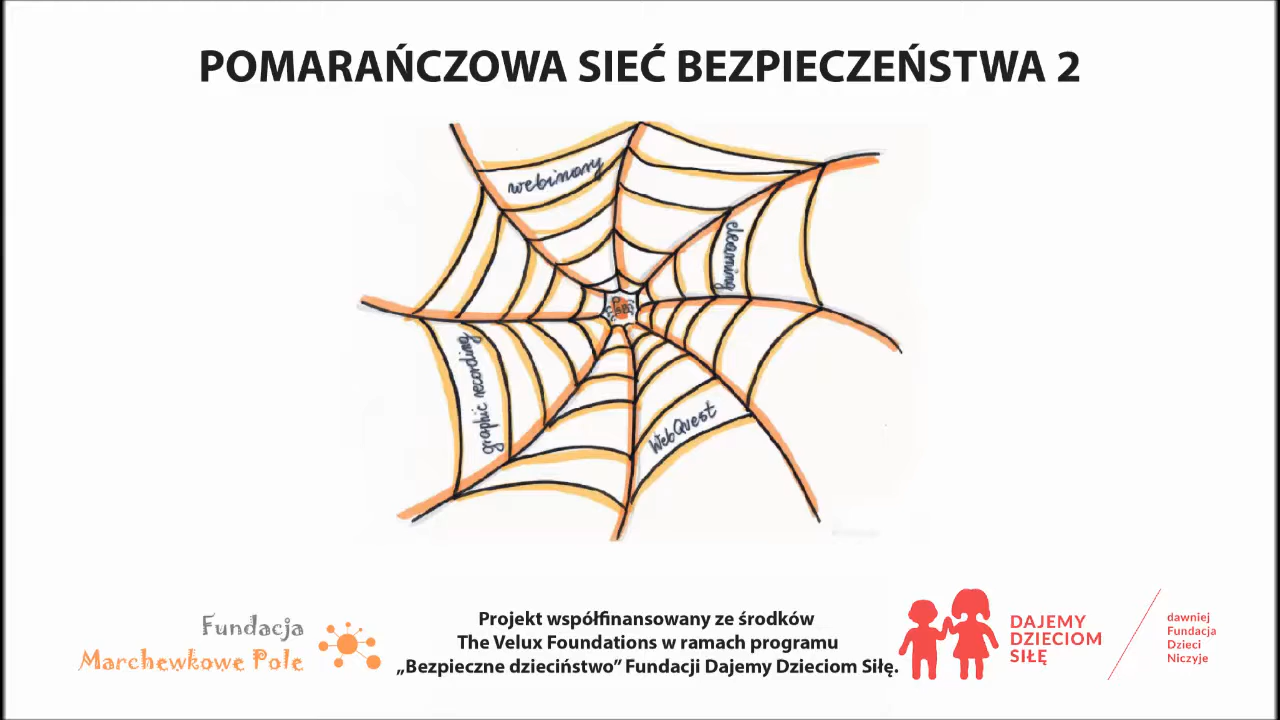 POMARAŃCZOWA SIEĆ BEZPIECZEŃSTWA 2
webinary
elearning
graphic recording
WebQuest
Fundacja
Marchewkowe Pole
Projekt współfinansowany ze środków
The Velux Foundations w ramach programu
„Bezpieczne dzieciństwo” Fundacji Dajemy Dzieciom Siłę.
DAJEMY
DZIECIOM
SIŁĘ
dawniej
Fundacja
Dzieci
Niczyje